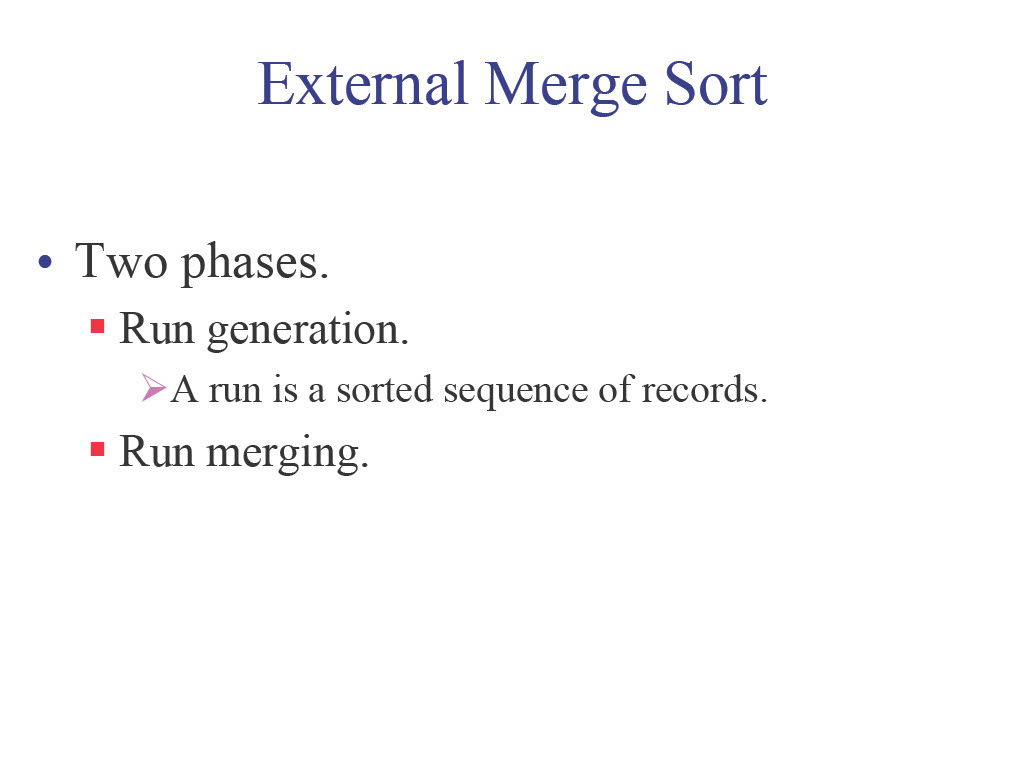 External Merge Sort
• Two phases.
▪ Run generation.
➢ A run is a sorted sequence of records.
▪ Run merging.